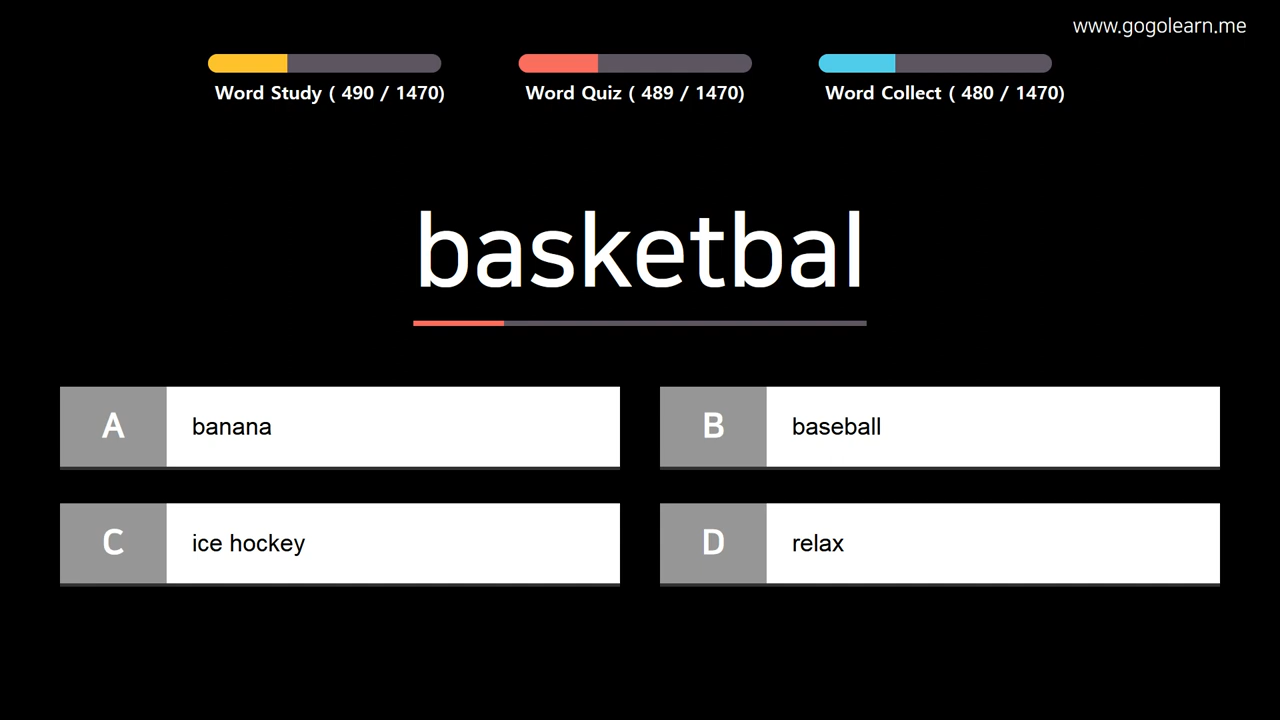 www.gogolearn.me
Word Study ( 490 / 1470)
Word Quiz ( 489 / 1470)
Word Collect ( 480 / 1470)
basketbal
A
banana
B
baseball
C
ice hockey
D
relax